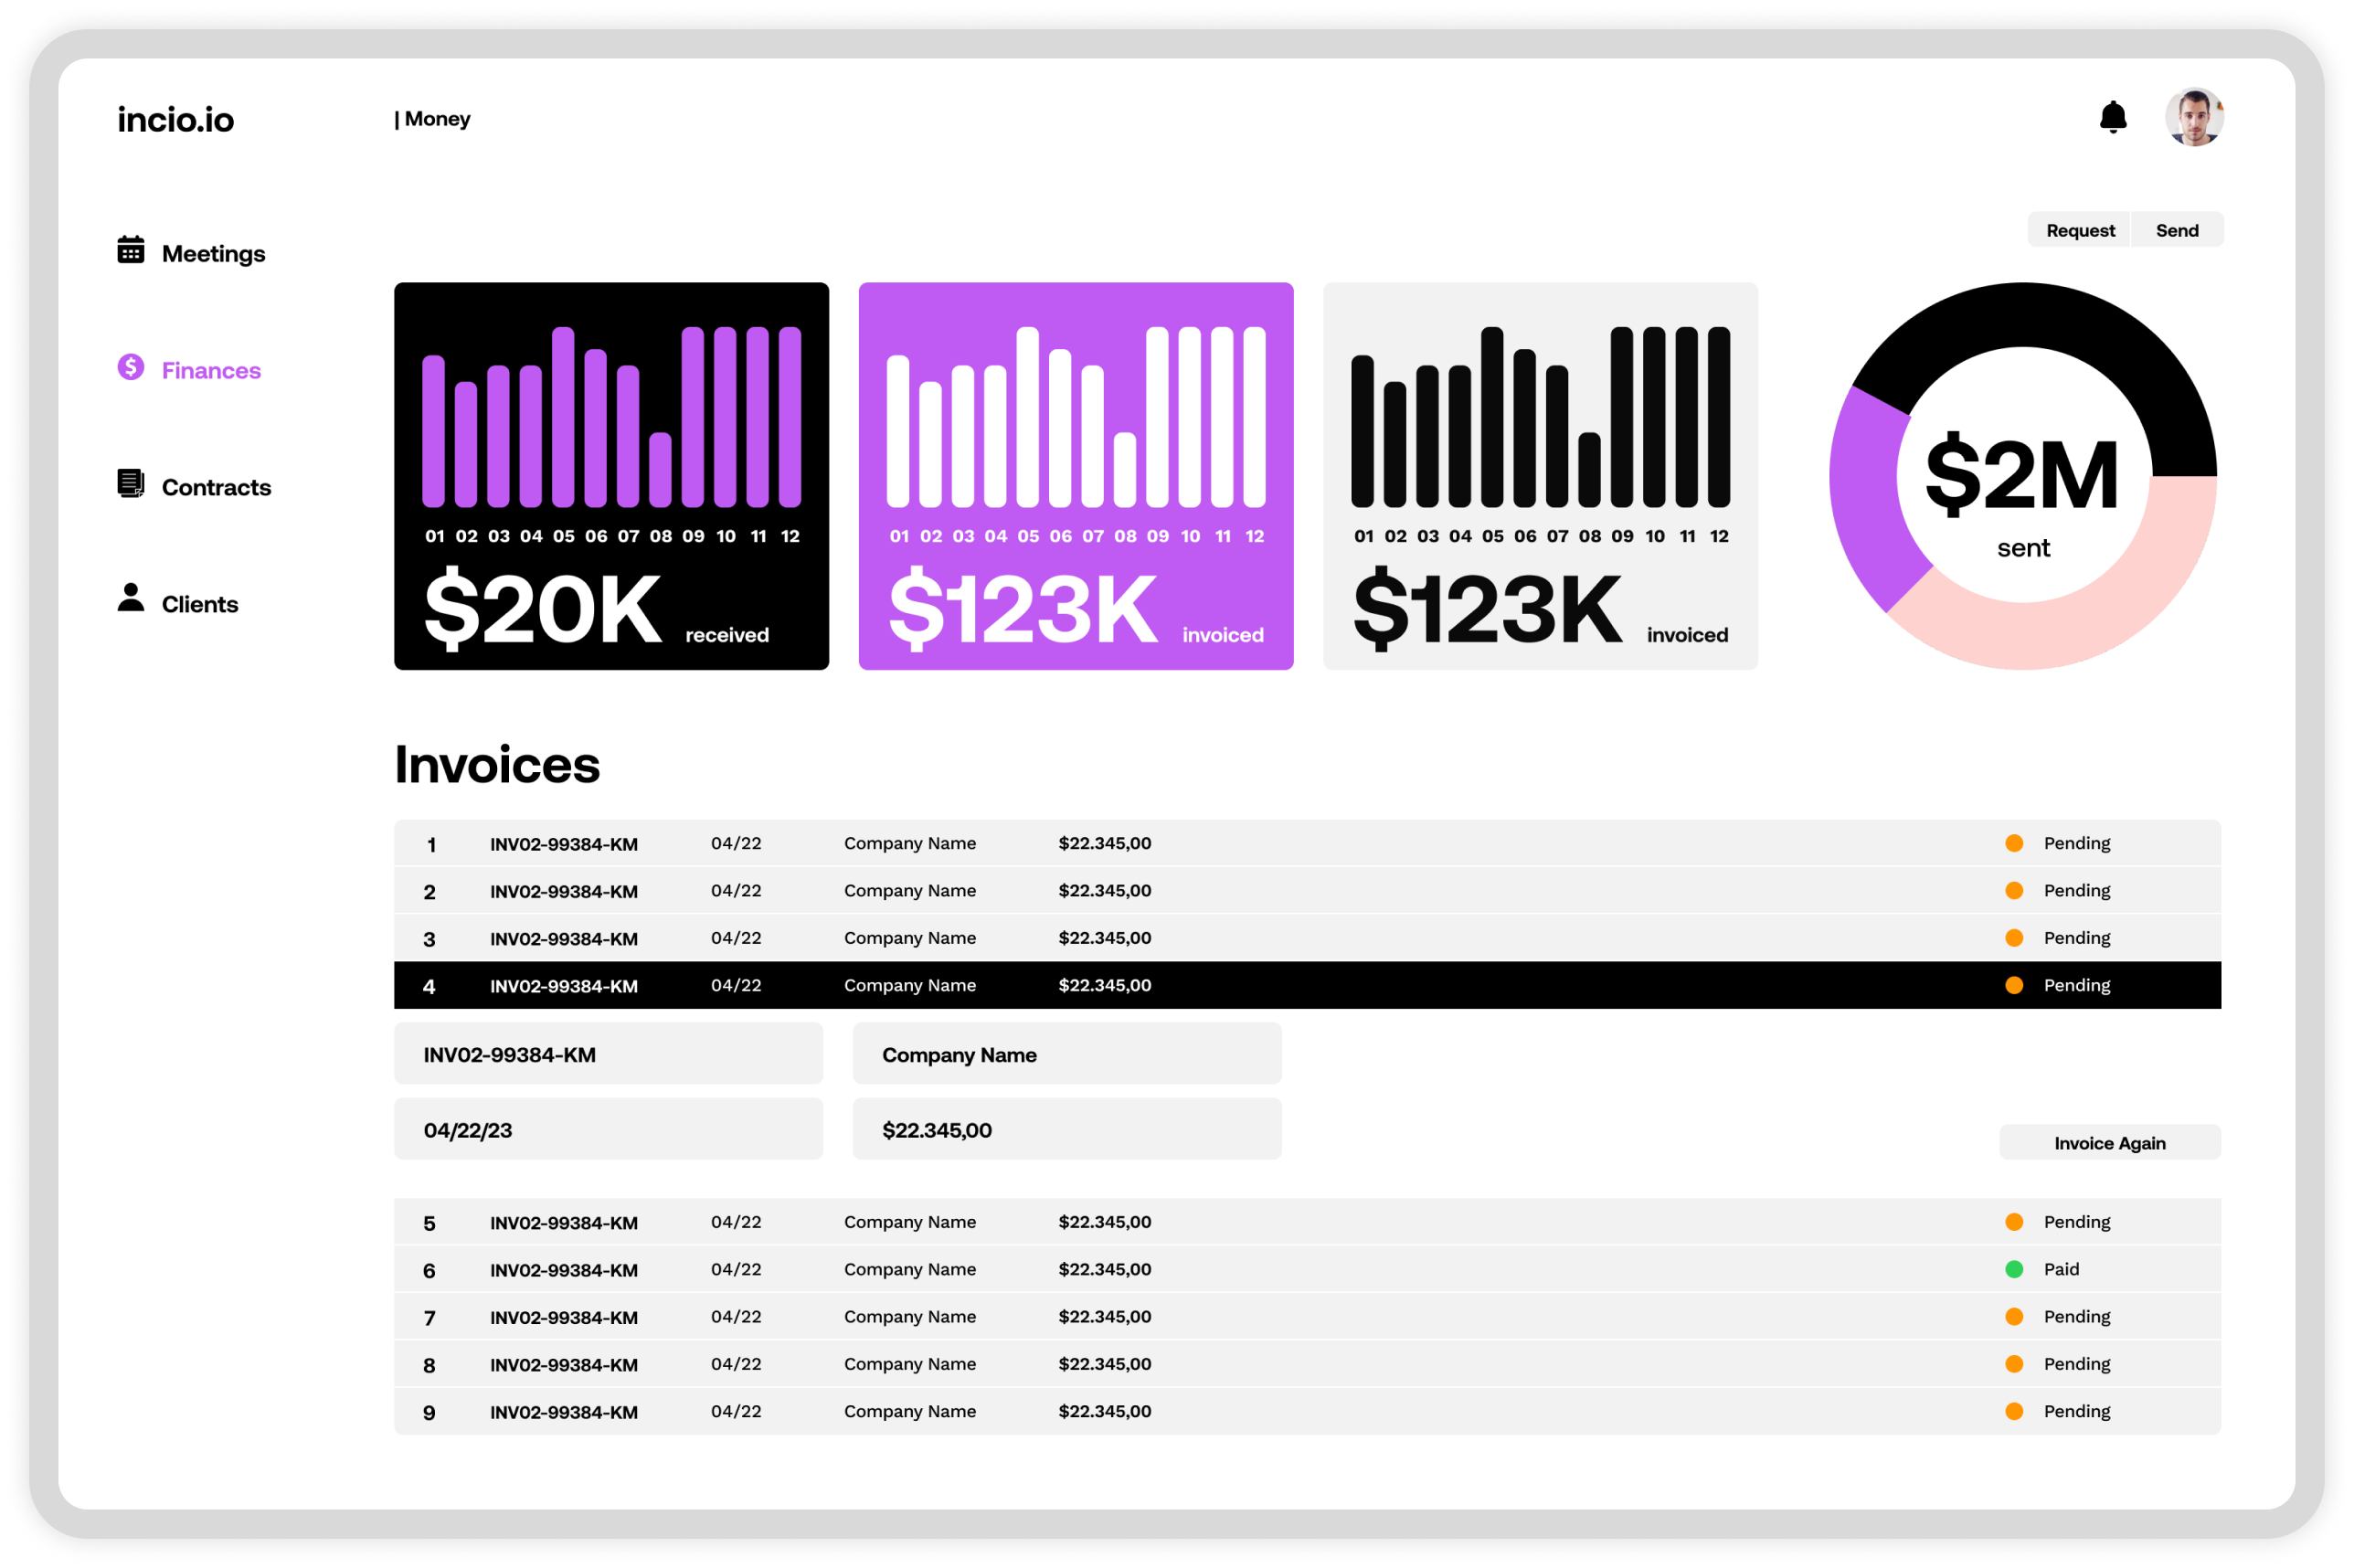 incio.io
| Money
Request Send
Meetings
Finances
Contracts
Clients
01 02 03 04 05 06 07 08 09 10 11 12
$20K received
01 02 03 04 05 06 07 08 09 10 11 12
$123K invoiced
01 02 03 04 05 06 07 08 09 10 11 12
$123K invoiced
$2M
sent
Invoices
1 INV02-99384-KM 04/22 Company Name $22.345,00 Pending
2 INV02-99384-KM 04/22 Company Name $22.345,00 Pending
3 INV02-99384-KM 04/22 Company Name $22.345,00 Pending
4 INV02-99384-KM 04/22 Company Name $22.345,00 Pending
INV02-99384-KM Company Name
04/22/23 $22.345,00
Invoice Again
5 INV02-99384-KM 04/22 Company Name $22.345,00 Pending
6 INV02-99384-KM 04/22 Company Name $22.345,00 Paid
7 INV02-99384-KM 04/22 Company Name $22.345,00 Pending
8 INV02-99384-KM 04/22 Company Name $22.345,00 Pending
9 INV02-99384-KM 04/22 Company Name $22.345,00 Pending